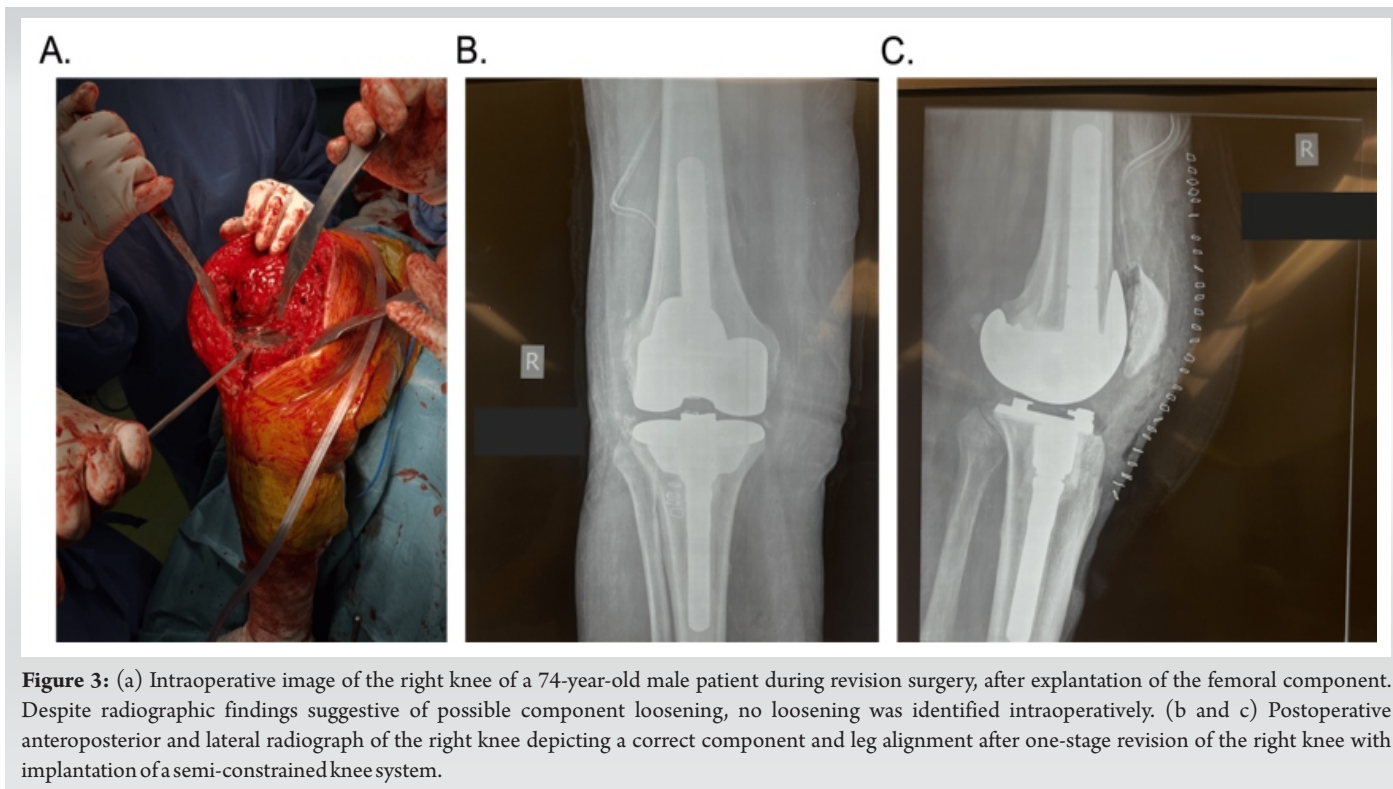 A.
B.
C.
R
R
Figure 3: (a) Intraoperative image of the right knee of a 74-year-old male patient during revision surgery, after explantation of the femoral component.
Despite radiographic findings suggestive of possible component loosening, no loosening was identified intraoperatively. (b and c) Postoperative
anteroposterior and lateral radiograph of the right knee depicting a correct component and leg alignment after one-stage revision of the right knee with
implantation of a semi-constrained knee system.